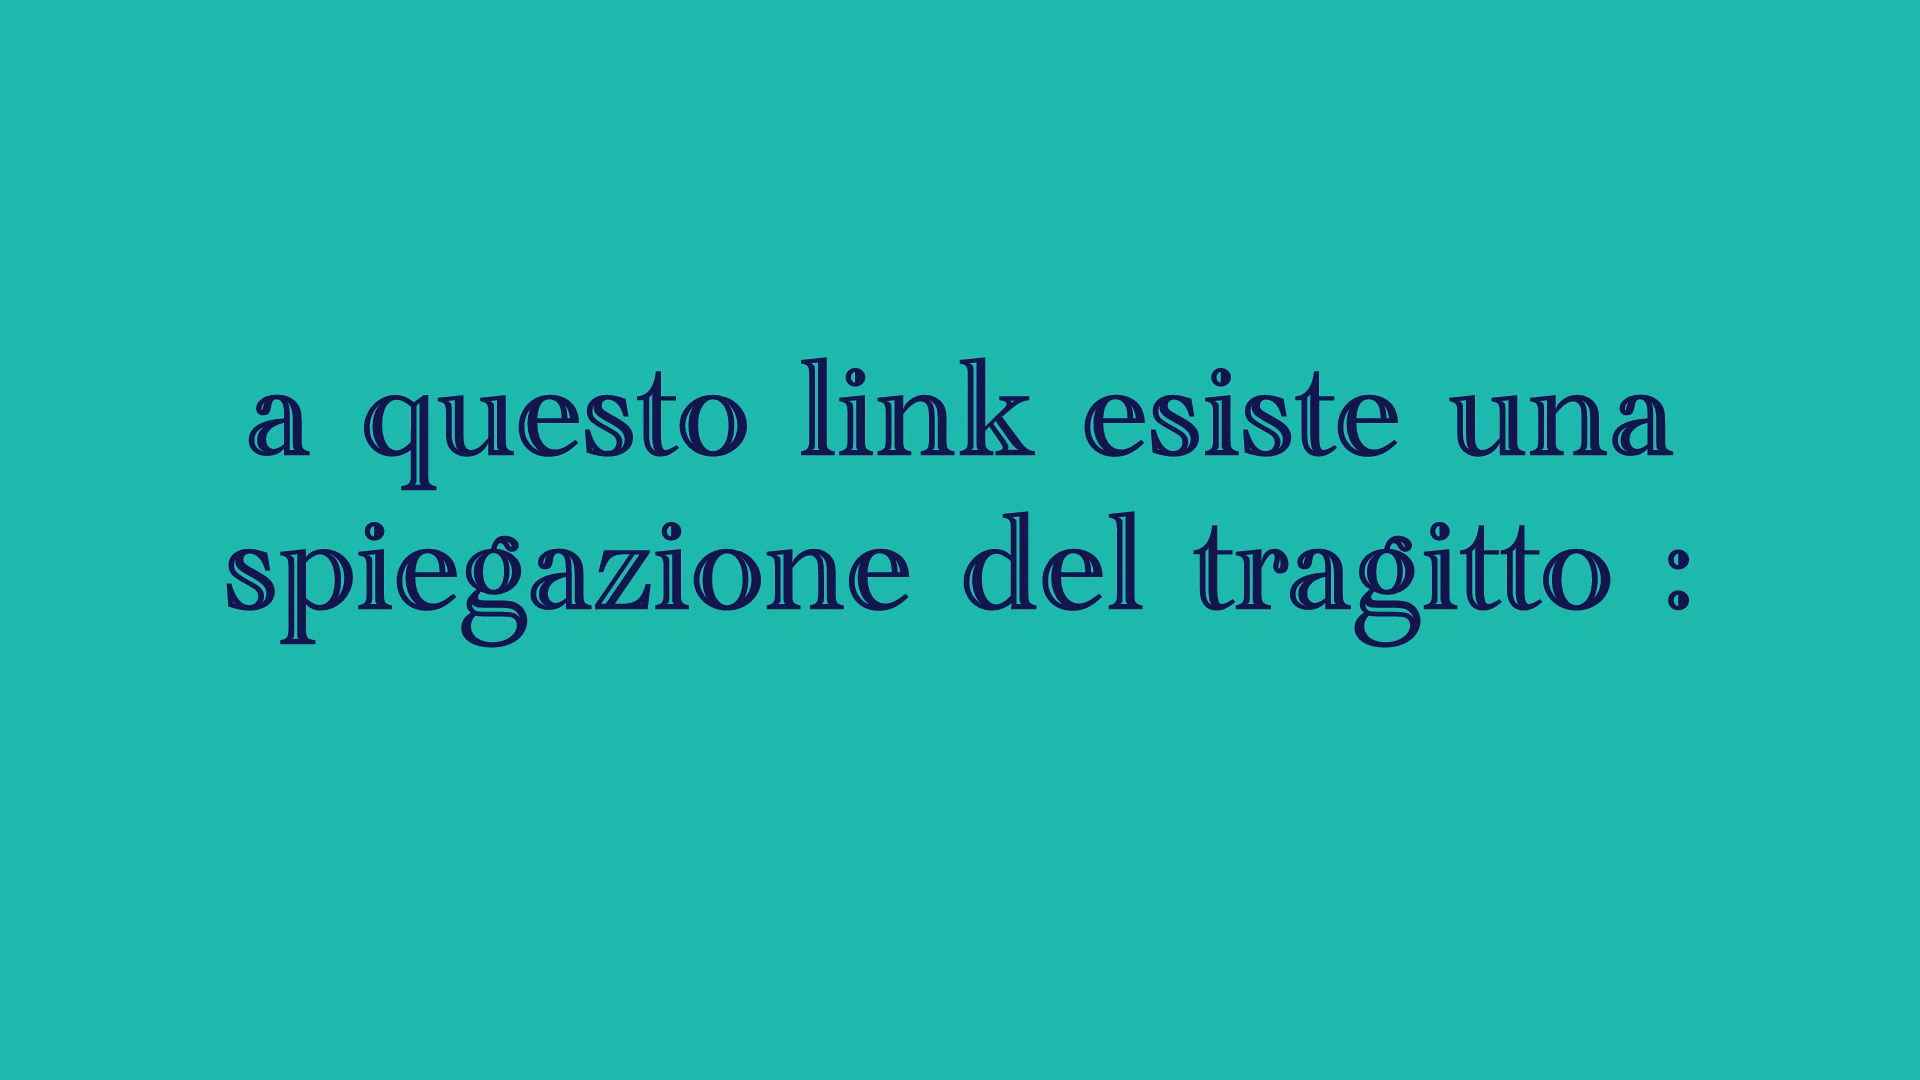 a questo link esiste una
spiegazione del tragitto :